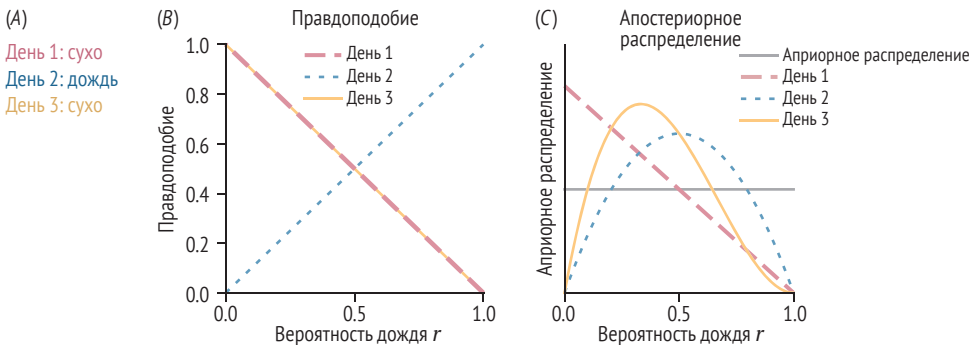 (A)
День 1: сухо
День 2: дождь
День 3: сухо
(B)
Правдоподобие
Правдоподобие
1.0
0.8
0.6
0.4
0.2
0.0
День 1
День 2
День 3
0.0
0.5
1.0
Вероятность дождя r
(C)
Апостериорное
распределение
Априорное распределение
Априорное распределение
День 1
День 2
День 3
0.0
0.5
1.0
Вероятность дождя r